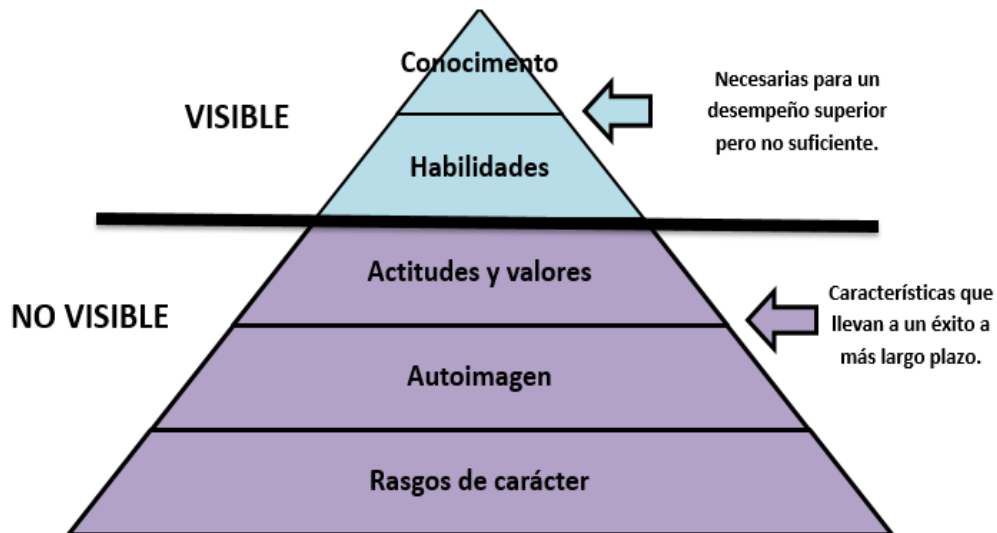 Conocimento
VISIBLE
Necesarias para un
desempeño superior
pero no suficiente.
Habilidades
Actitudes y valores
NO VISIBLE
Características que
llevan a un éxito a
más largo plazo.
Autoimagen
Rasgos de carácter